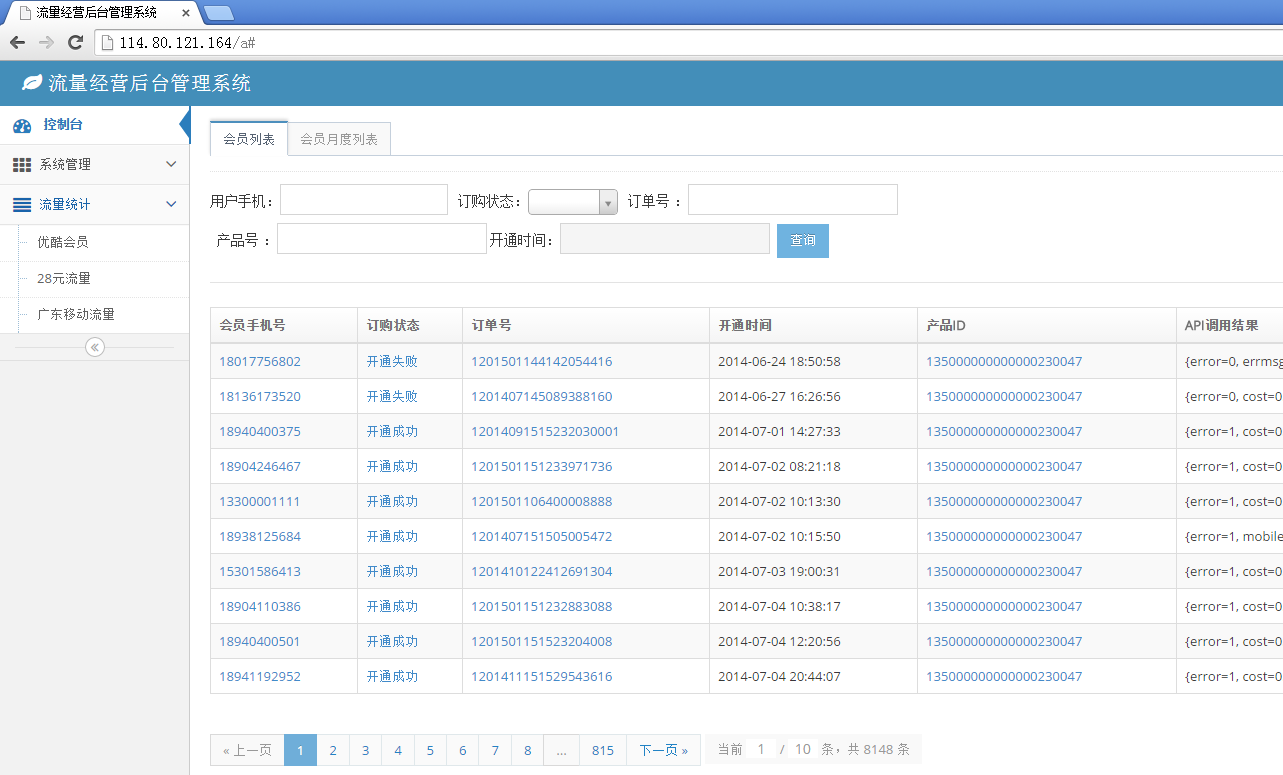 流量经营后台管理系统
114.80.121.164/a#
流量经营后台管理系统
控制台
系统管理
流量统计
优酷会员
28元流量
广东移动流量
会员列表 会员月度列表
用户手机： 订购状态： 订单号 ：
产品号 ： 开通时间： 查询
会员手机号 订购状态 订单号 开通时间 产品ID API调用结果
18017756802 开通失败 1201501144142054416 2014-06-24 18:50:58 135000000000000230047 {error=0, errmsg
18136173520 开通失败 1201407145089388160 2014-06-27 16:26:56 135000000000000230047 {error=0, cost=0
18940400375 开通成功 12014091515232030001 2014-07-01 14:27:33 135000000000000230047 {error=1, cost=0
18904246467 开通成功 1201501151233971736 2014-07-02 08:21:18 135000000000000230047 {error=1, cost=0
13300001111 开通成功 1201501106400008888 2014-07-02 10:13:30 135000000000000230047 {error=1, cost=0
18938125684 开通成功 1201407151505005472 2014-07-02 10:15:50 135000000000000230047 {error=1, mobile
15301586413 开通成功 1201410122412691304 2014-07-03 19:00:31 135000000000000230047 {error=1, cost=0
18904110386 开通成功 1201501151232883088 2014-07-04 10:38:17 135000000000000230047 {error=1, cost=0
18940400501 开通成功 1201501151523204008 2014-07-04 12:20:56 135000000000000230047 {error=1, cost=0
18941192952 开通成功 1201411151529543616 2014-07-04 20:44:07 135000000000000230047 {error=1, cost=0
« 上一页 1 2 3 4 5 6 7 8 ... 815 下一页 » 当前 1 / 10 条，共 8148 条